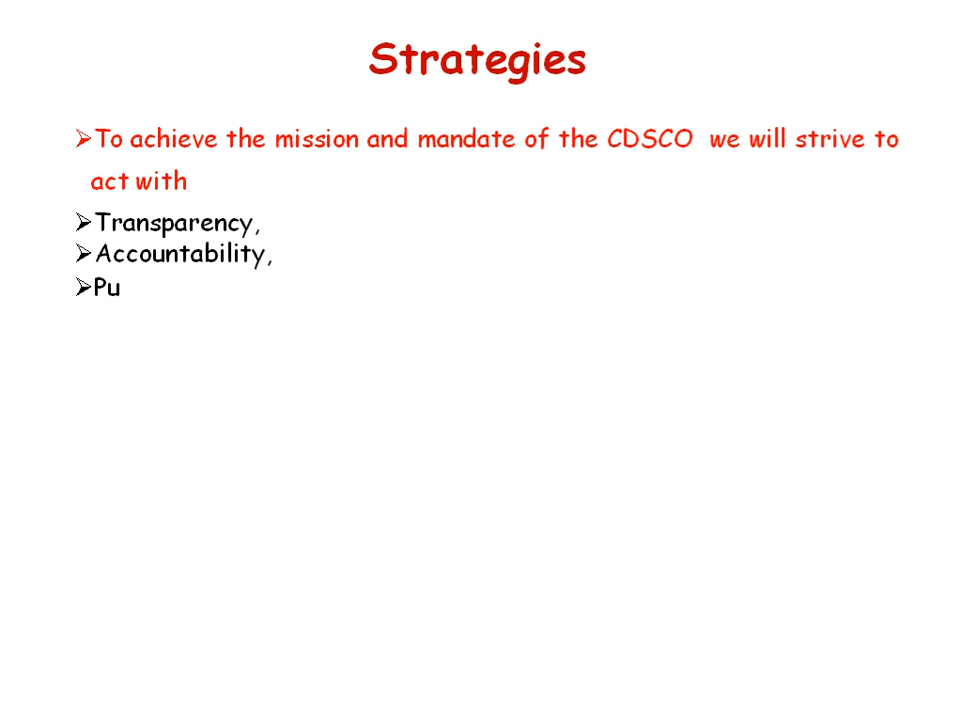 Strategies
➢To achieve the mission and mandate of the CDSCO we will strive to
act with
➢Transparency,
➢Accountability,
➢Pu